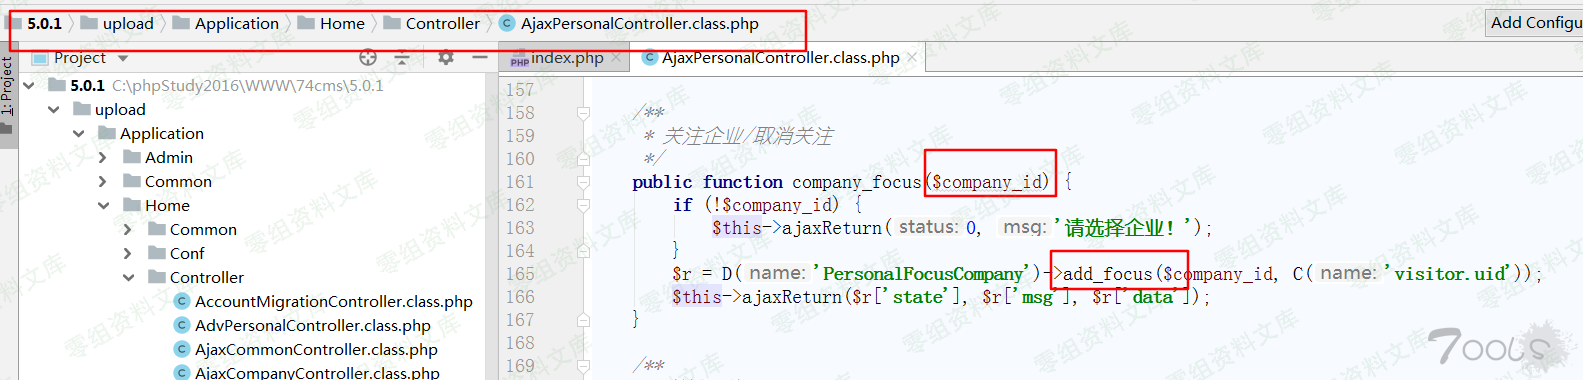 5.0.1 upload Application Home Controller AjaxPersonalController.class.php
Add Configu
Project
index.php
AjaxPersonalController.class.php
1: Project
5.0.1 C:\phpStudy2016\WWW\74cms\5.0.1
upload
Application
Admin
Common
Home
Common
Conf
Controller
AccountMigrationController.class.php
AdvPersonalController.class.php
AjaxCommonController.class.php
AjaxCompanyController.class.php
157
158 /**
159 * 关注企业/取消关注
160 */
161 public function company_focus($company_id) {
162 if (!$company_id) {
163 $this->ajaxReturn( status: 0, msg: '请选择企业!');
164 }
165 $r = D( name: 'PersonalFocusCompany')->add_focus($company_id, C( name: 'visitor.uid'));
166 $this->ajaxReturn($r['state'], $r['msg'], $r['data']);
167 }
168
169 /**
零组资料文库
7ools